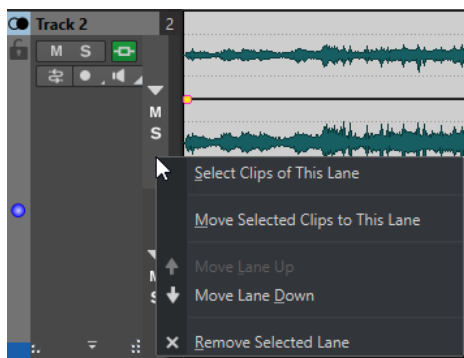 Track 2
2
M S
M
S
Select Clips of This Lane
Move Selected Clips to This Lane
Move Lane Up
Move Lane Down
Remove Selected Lane